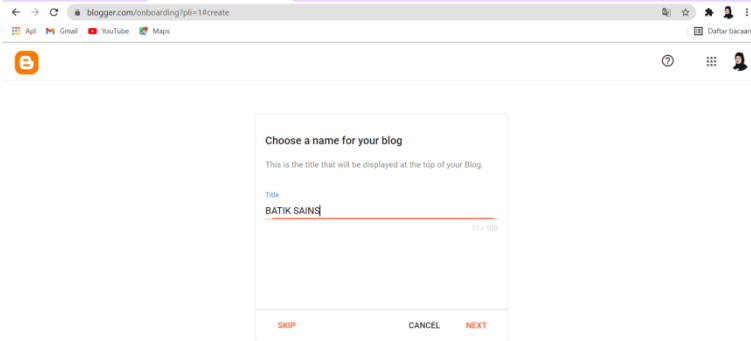 blogger.com/onboarding?pli=1#create
Apl Gmail YouTube Maps Daftar bacaan
Choose a name for your blog
This is the title that will be displayed at the top of your Blog.
Title
BATIK SAINS
11 / 100
SKIP CANCEL NEXT